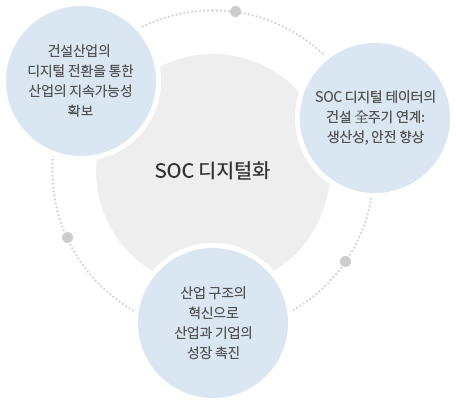 건설산업의
디지털 전환을 통한
산업의 지속가능성
확보
SOC 디지털 테이터의
건설 全주기 연계:
생산성, 안전 향상
SOC 디지털화
산업 구조의
혁신으로
산업과 기업의
성장 촉진